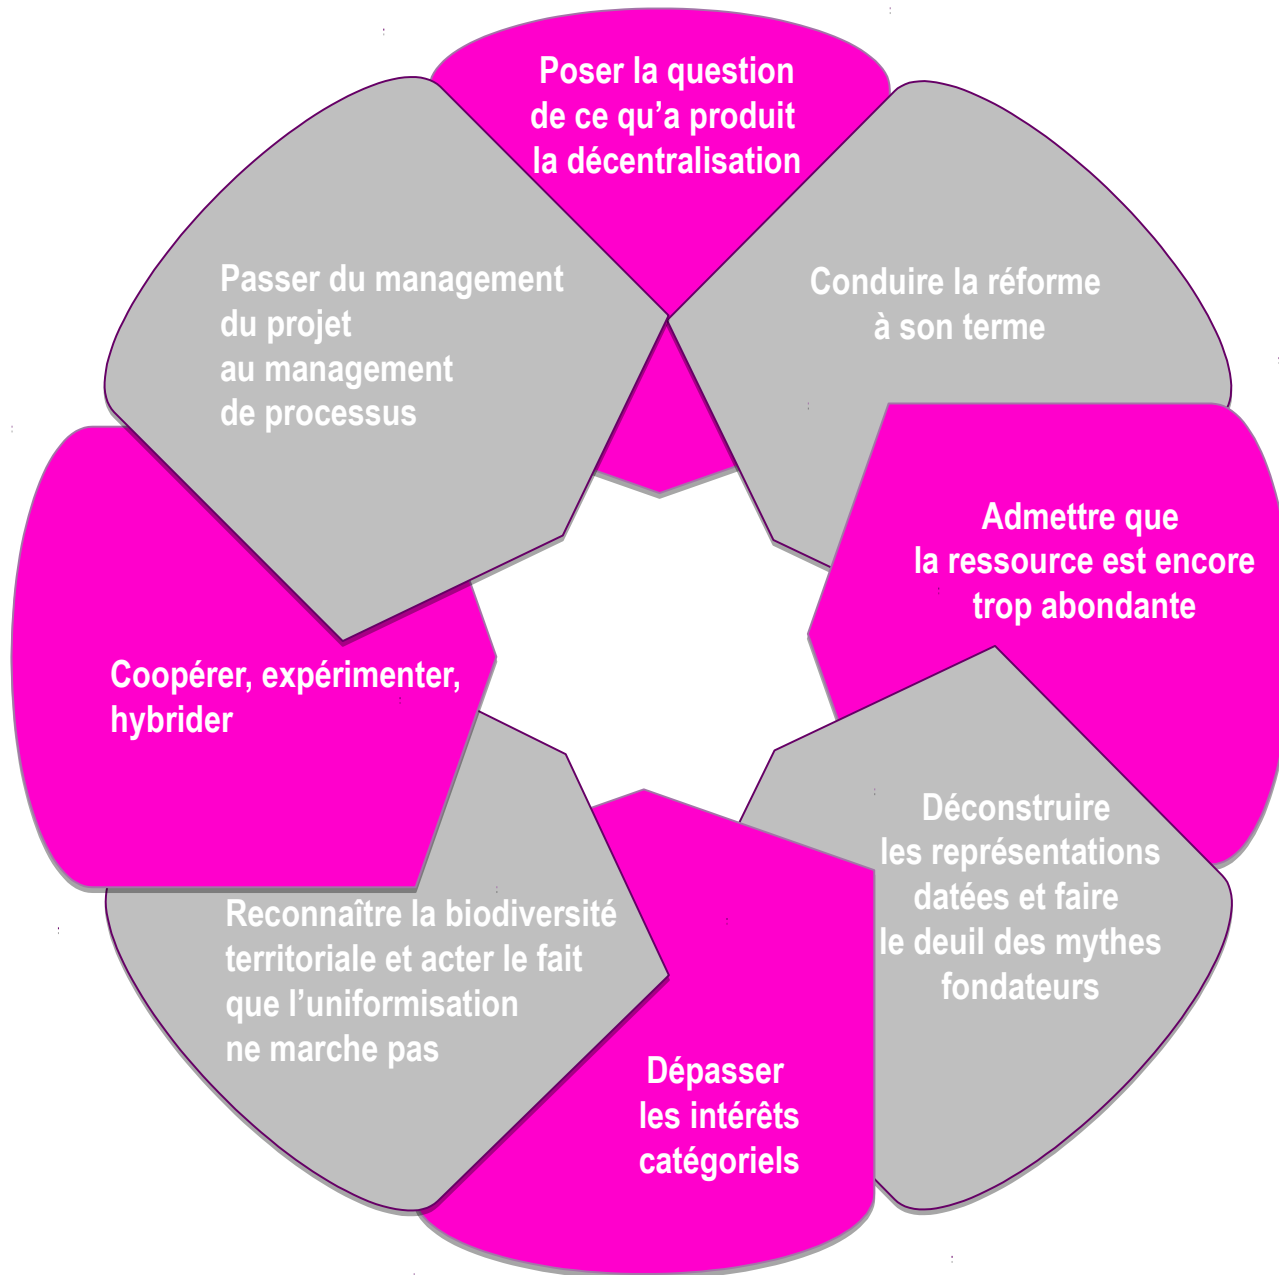 Poser la question
de ce qu’a produit
la décentralisation
Conduire la réforme
à son terme
Admettre que
la ressource est encore
trop abondante
Déconstruire
les représentations
datées et faire
le deuil des mythes
fondateurs
Dépasser
les intérêts
catégoriels
Reconnaître la biodiversité
territoriale et acter le fait
que l’uniformisation
ne marche pas
Coopérer, expérimenter,
hybrider
Passer du management
du projet
au management
de processus